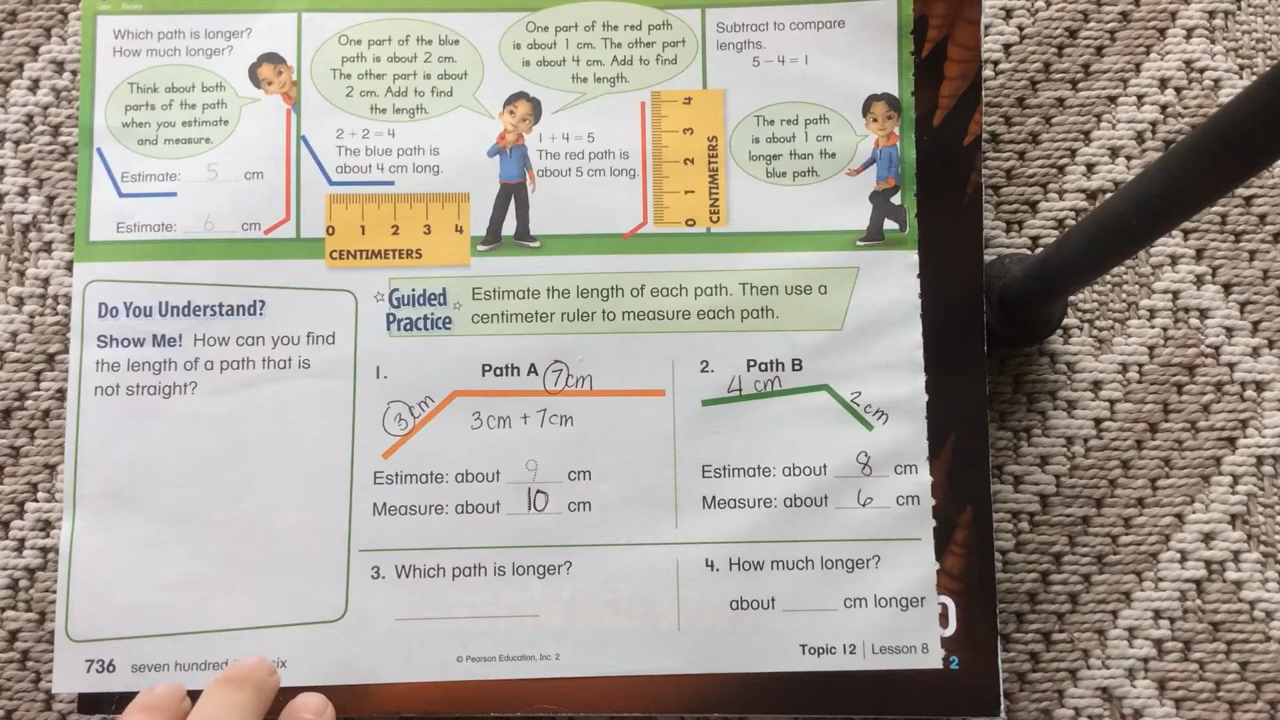 Which path is longer?
How much longer?
Think about both
parts of the path
when you estimate
and measure.
Estimate: 5 cm
Estimate: 6 cm
One part of the blue
path is about 2 cm.
The other part is about
2 cm. Add to find
the length.
2 + 2 = 4
The blue path is
about 4 cm long.
0 1 2 3 4
CENTIMETERS
One part of the red path
is about 1 cm. The other part
is about 4 cm. Add to find
the length.
1 + 4 = 5
The red path is
about 5 cm long.
0 1 2 3 4
CENTIMETERS
Subtract to compare
lengths.
5 − 4 = 1
The red path
is about 1 cm
longer than the
blue path.
Do You Understand?
Show Me! How can you find
the length of a path that is
not straight?
Guided
Practice
Estimate the length of each path. Then use a
centimeter ruler to measure each path.
1. Path A 7cm
3cm
3cm + 7cm
Estimate: about 9 cm
Measure: about 10 cm
2. Path B
4 cm
2cm
Estimate: about 8 cm
Measure: about 6 cm
3. Which path is longer?
4. How much longer?
about ____ cm longer
736 seven hundred
© Pearson Education, Inc. 2
Topic 12 | Lesson 8
2